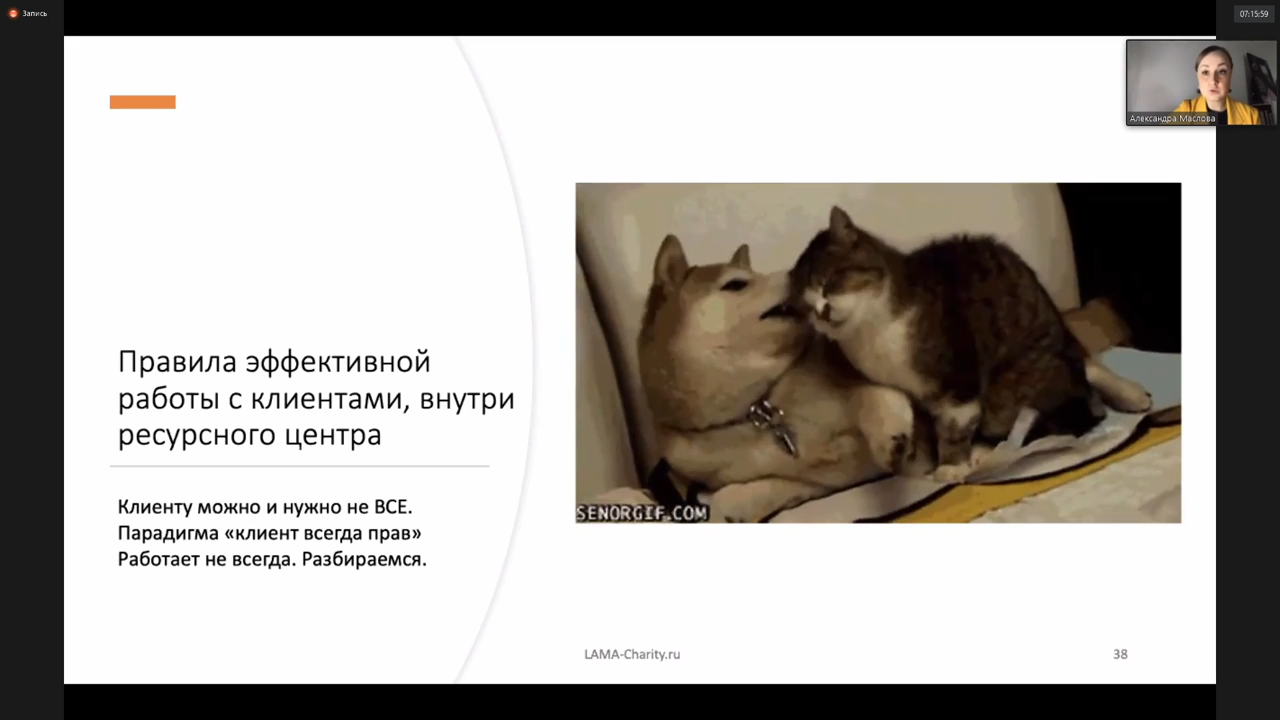 Запись
07:15:59
Александра Маслова
Правила эффективной
работы с клиентами, внутри
ресурсного центра
Клиенту можно и нужно не ВСЕ.
Парадигма «клиент всегда прав»
Работает не всегда. Разбираемся.
SENORGIF.COM
LAMA-Charity.ru
38